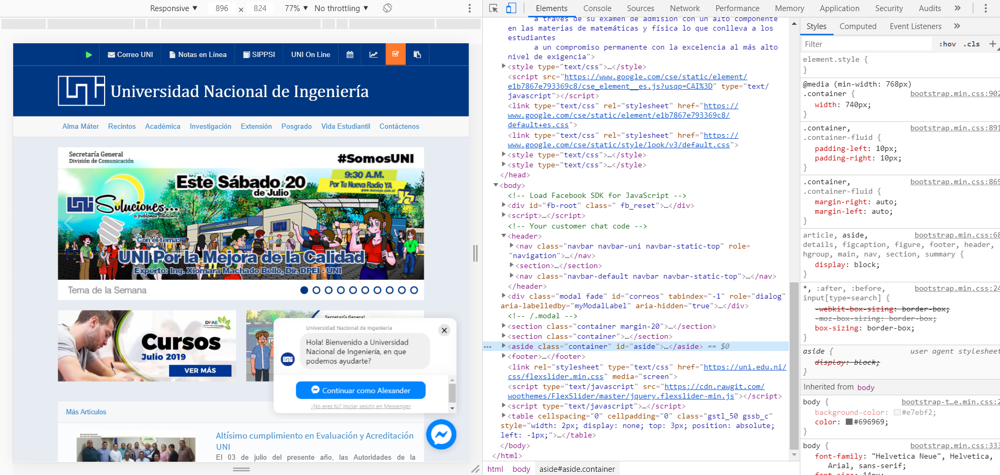 Responsive ▼ 896 × 824 77% ▼ No throttling ▼
Correo UNI Notas en Línea SIPPSI UNI On Line
Universidad Nacional de Ingeniería
Alma Máter Recintos Académica Investigación Extensión Posgrado Vida Estudiantil Contáctenos
Secretaría General
División de Comunicación
#SomosUNI
Este Sábado 20
de Julio
9:30 A.M.
Por Tu Nueva Radio YA
www.nuevaya.com.ni
Ya
UNI Soluciones...
a problemas cotidianos
UNIVERSIDAD NACIONAL DE INGENIERIA
Con el tema:
UNI Por la Mejora de la Calidad
Experto: Ing. Xiomara Machado Bello, Dir. DPEI - UNI
Tema de la Semana
DFAE
Cursos
Julio 2019
VER MÁS
Secretaría General
Universidad Nacional de Ingeniería
Hola! Bienvenido a Universidad
Nacional de Ingeniería, en que
podemos ayudarte?
Continuar como Alexander
¿No eres tú? Iniciar sesión en Messenger
Más Artículos
Secretaría General
División de Comunicación
Altísimo cumplimiento en Evaluación y Acreditación
UNI
El 03 de julio del presente año, las Autoridades de la
Elements Console Sources Network Performance Memory Application Security Audits »
a través de su examen de admisión con un alto componente
en las materias de matemáticas y física lo que conlleva a los
estudiantes
a un compromiso permanente con la excelencia al más alto
nivel de exigencia">
<style type="text/css">…</style>
<script src="https://www.google.com/cse/static/element/
e1b7867e793369c8/cse_element__es.js?usqp=CAI%3D" type="text/
javascript"></script>
<link type="text/css" rel="stylesheet" href="https://
www.google.com/cse/static/element/e1b7867e793369c8/
default+es.css">
<link type="text/css" rel="stylesheet" href="https://
www.google.com/cse/static/style/look/v3/default.css">
<style type="text/css">…</style>
<style type="text/css">…</style>
</head>
<body>
<!-- Load Facebook SDK for JavaScript -->
<div id="fb-root" class=" fb_reset">…</div>
<script>…</script>
<!-- Your customer chat code -->
<header>
<nav class="navbar navbar-uni navbar-static-top" role=
"navigation">…</nav>
<section>…</section>
<nav class="navbar-default navbar navbar-static-top">…</nav>
</header>
<div class="modal fade" id="correos" tabindex="-1" role="dialog"
aria-labelledby="myModalLabel" aria-hidden="true">…</div>
<!-- /.modal -->
<section class="container margin-20">…</section>
<section class="container">…</section>
<aside class="container" id="aside">…</aside> == $0
<footer>…</footer>
<link rel="stylesheet" type="text/css" href="https://uni.edu.ni/
css/flexslider.min.css" media="screen">
<script type="text/javascript" src="https://cdn.rawgit.com/
woothemes/FlexSlider/master/jquery.flexslider-min.js"></script>
<script type="text/javascript">…</script>
<table cellspacing="0" cellpadding="0" class="gstl_50 gssb_c"
style="width: 2px; display: none; top: 3px; position: absolute;
left: -1px;">…</table>
</body>
</html>
html body aside#aside.container
Styles Computed Event Listeners »
Filter :hov .cls +
element.style {
}
@media (min-width: 768px)
.container { bootstrap.min.css:902
width: 740px;
}
.container, bootstrap.min.css:891
.container-fluid {
padding-left: 10px;
padding-right: 10px;
}
.container, bootstrap.min.css:869
.container-fluid {
margin-right: auto;
margin-left: auto;
}
article, aside, bootstrap.min.css:68
details, figcaption, figure, footer, header,
hgroup, main, nav, section, summary {
display: block;
}
*, :after, :before, bootstrap.min.css:24
input[type=search] {
-webkit-box-sizing: border-box;
-moz-box-sizing: border-box;
box-sizing: border-box;
}
aside { user agent stylesheet
display: block;
}
Inherited from body
body { bootstrap-t…e.min.css:2
background-color: #e7ebf2;
color: #696969;
}
body { bootstrap.min.css:333
font-family: "Helvetica Neue", Helvetica,
Arial, sans-serif;
font-size: 14px;